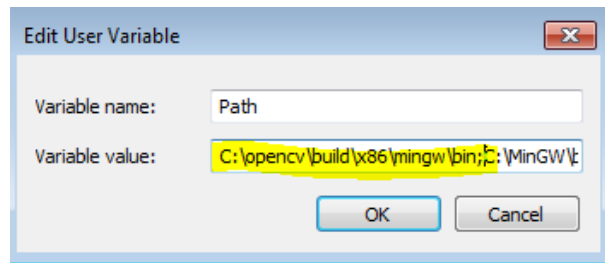 Edit User Variable
Variable name: Path
Variable value: C:\opencv\build\x86\mingw\bin;C:\MinGW\
OK Cancel